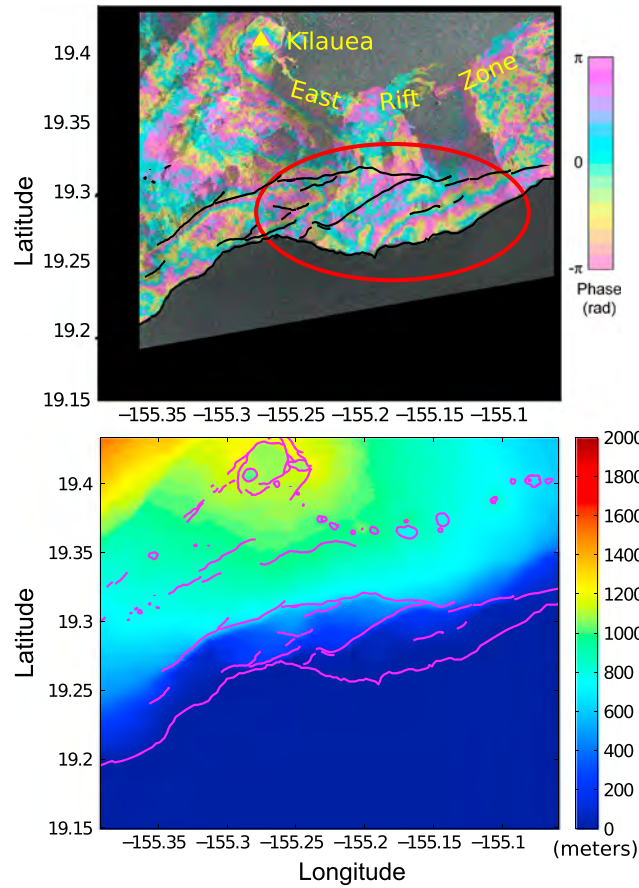 19.4
19.35
19.3
19.25
19.2
19.15
Latitude
Kīlauea
East Rift Zone
π
0
-π
Phase
(rad)
−155.35 −155.3 −155.25 −155.2 −155.15 −155.1
19.4
19.35
19.3
19.25
19.2
19.15
Latitude
−155.35 −155.3 −155.25 −155.2 −155.15 −155.1
Longitude
2000
1800
1600
1400
1200
1000
800
600
400
200
0
(meters)